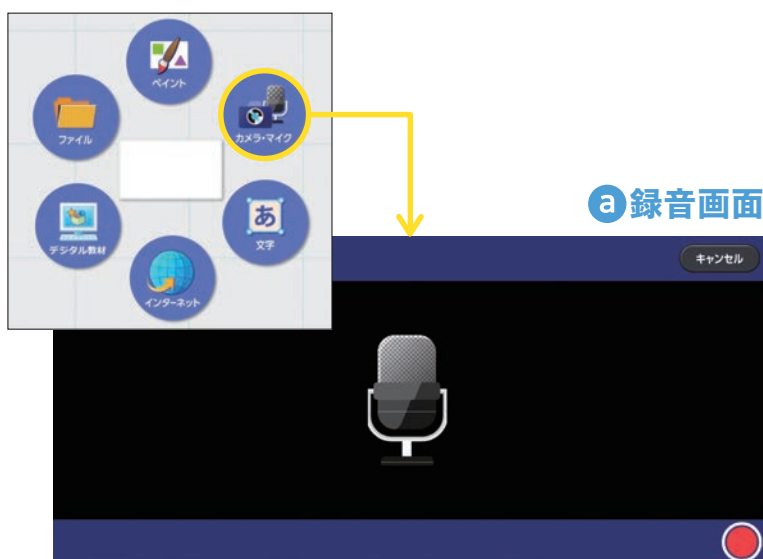 ペイント
ファイル
カメラ・マイク
デジタル教材
あ
文字
インターネット
a 録音画面
キャンセル